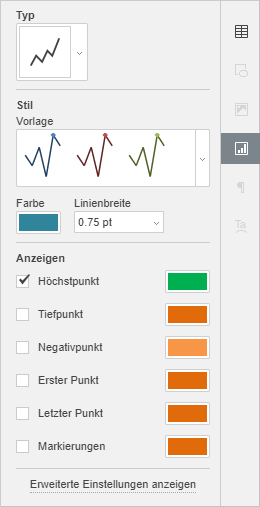 Typ
Stil
Vorlage
Farbe Linienbreite
0.75 pt
Anzeigen
Höchstpunkt
Tiefpunkt
Negativpunkt
Erster Punkt
Letzter Punkt
Markierungen
Erweiterte Einstellungen anzeigen
¶
Ta